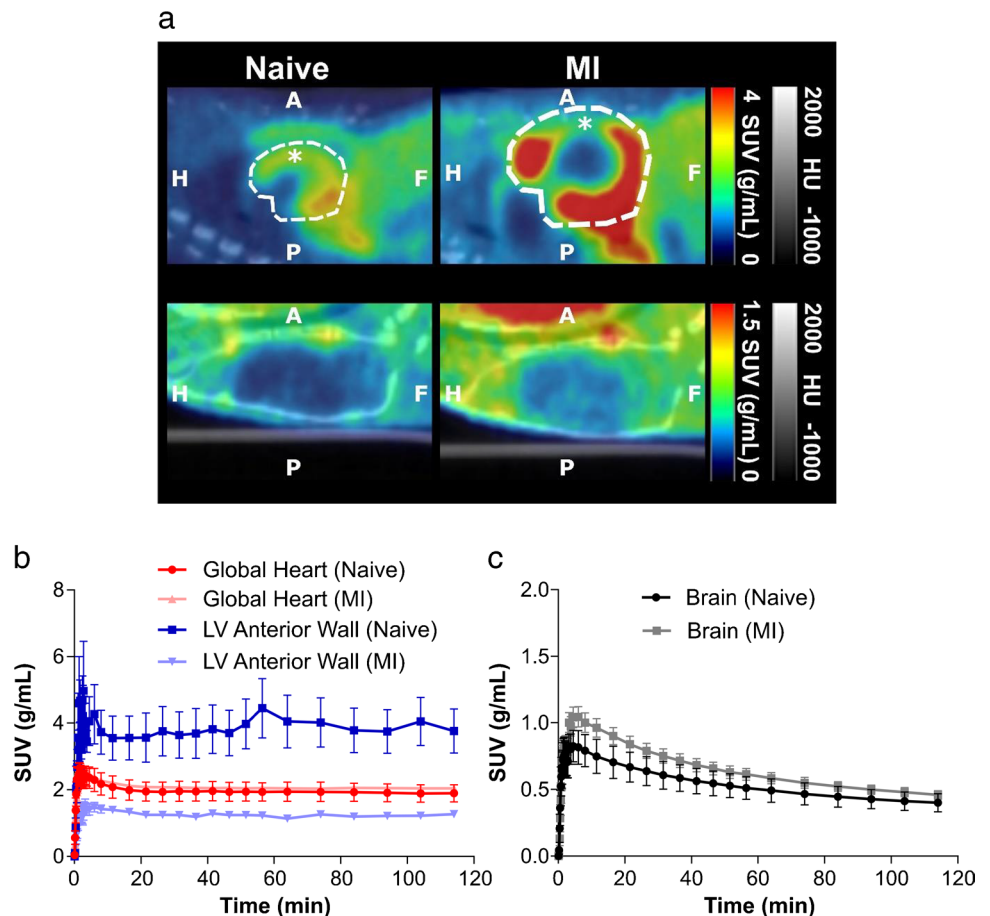 a
Naive
MI
A
H
*
F
P
A
*
P
4 SUV (g/mL) 0
2000 HU -1000
A
H
F
P
A
H
F
P
1.5 SUV (g/mL) 0
2000 HU -1000
b
Global Heart (Naive)
Global Heart (MI)
LV Anterior Wall (Naive)
LV Anterior Wall (MI)
SUV (g/mL)
8
6
4
2
0
0 20 40 60 80 100 120
Time (min)
c
Brain (Naive)
Brain (MI)
SUV (g/mL)
2.0
1.5
1.0
0.5
0.0
0 20 40 60 80 100 120
Time (min)